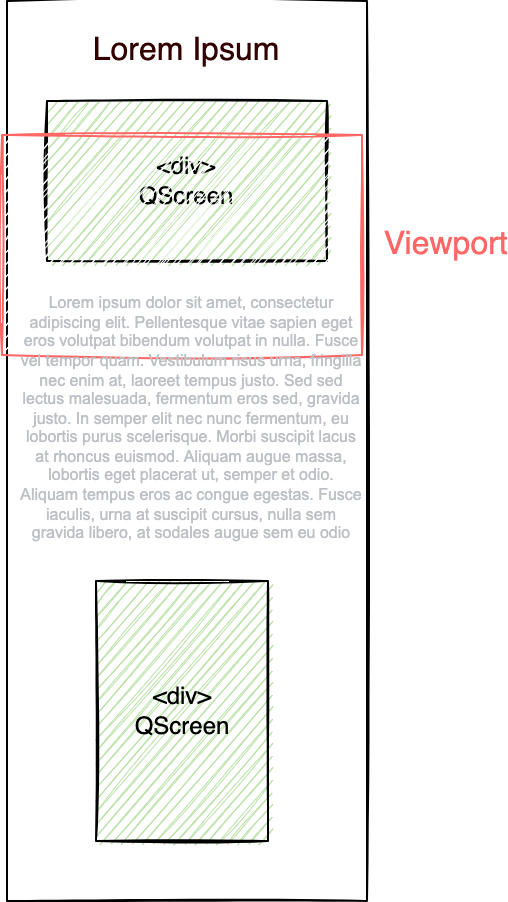 Lorem Ipsum
<div>
QScreen
Viewport
Lorem ipsum dolor sit amet, consectetur
adipiscing elit. Pellentesque vitae sapien eget
eros volutpat bibendum volutpat in nulla. Fusce
vel tempor quam. Vestibulum risus urna, fringilla
nec enim at, laoreet tempus justo. Sed sed
lectus malesuada, fermentum eros sed, gravida
justo. In semper elit nec nunc fermentum, eu
lobortis purus scelerisque. Morbi suscipit lacus
at rhoncus euismod. Aliquam augue massa,
lobortis eget placerat ut, semper et odio.
Aliquam tempus eros ac congue egestas. Fusce
iaculis, urna at suscipit cursus, nulla sem
gravida libero, at sodales augue sem eu odio
<div>
QScreen